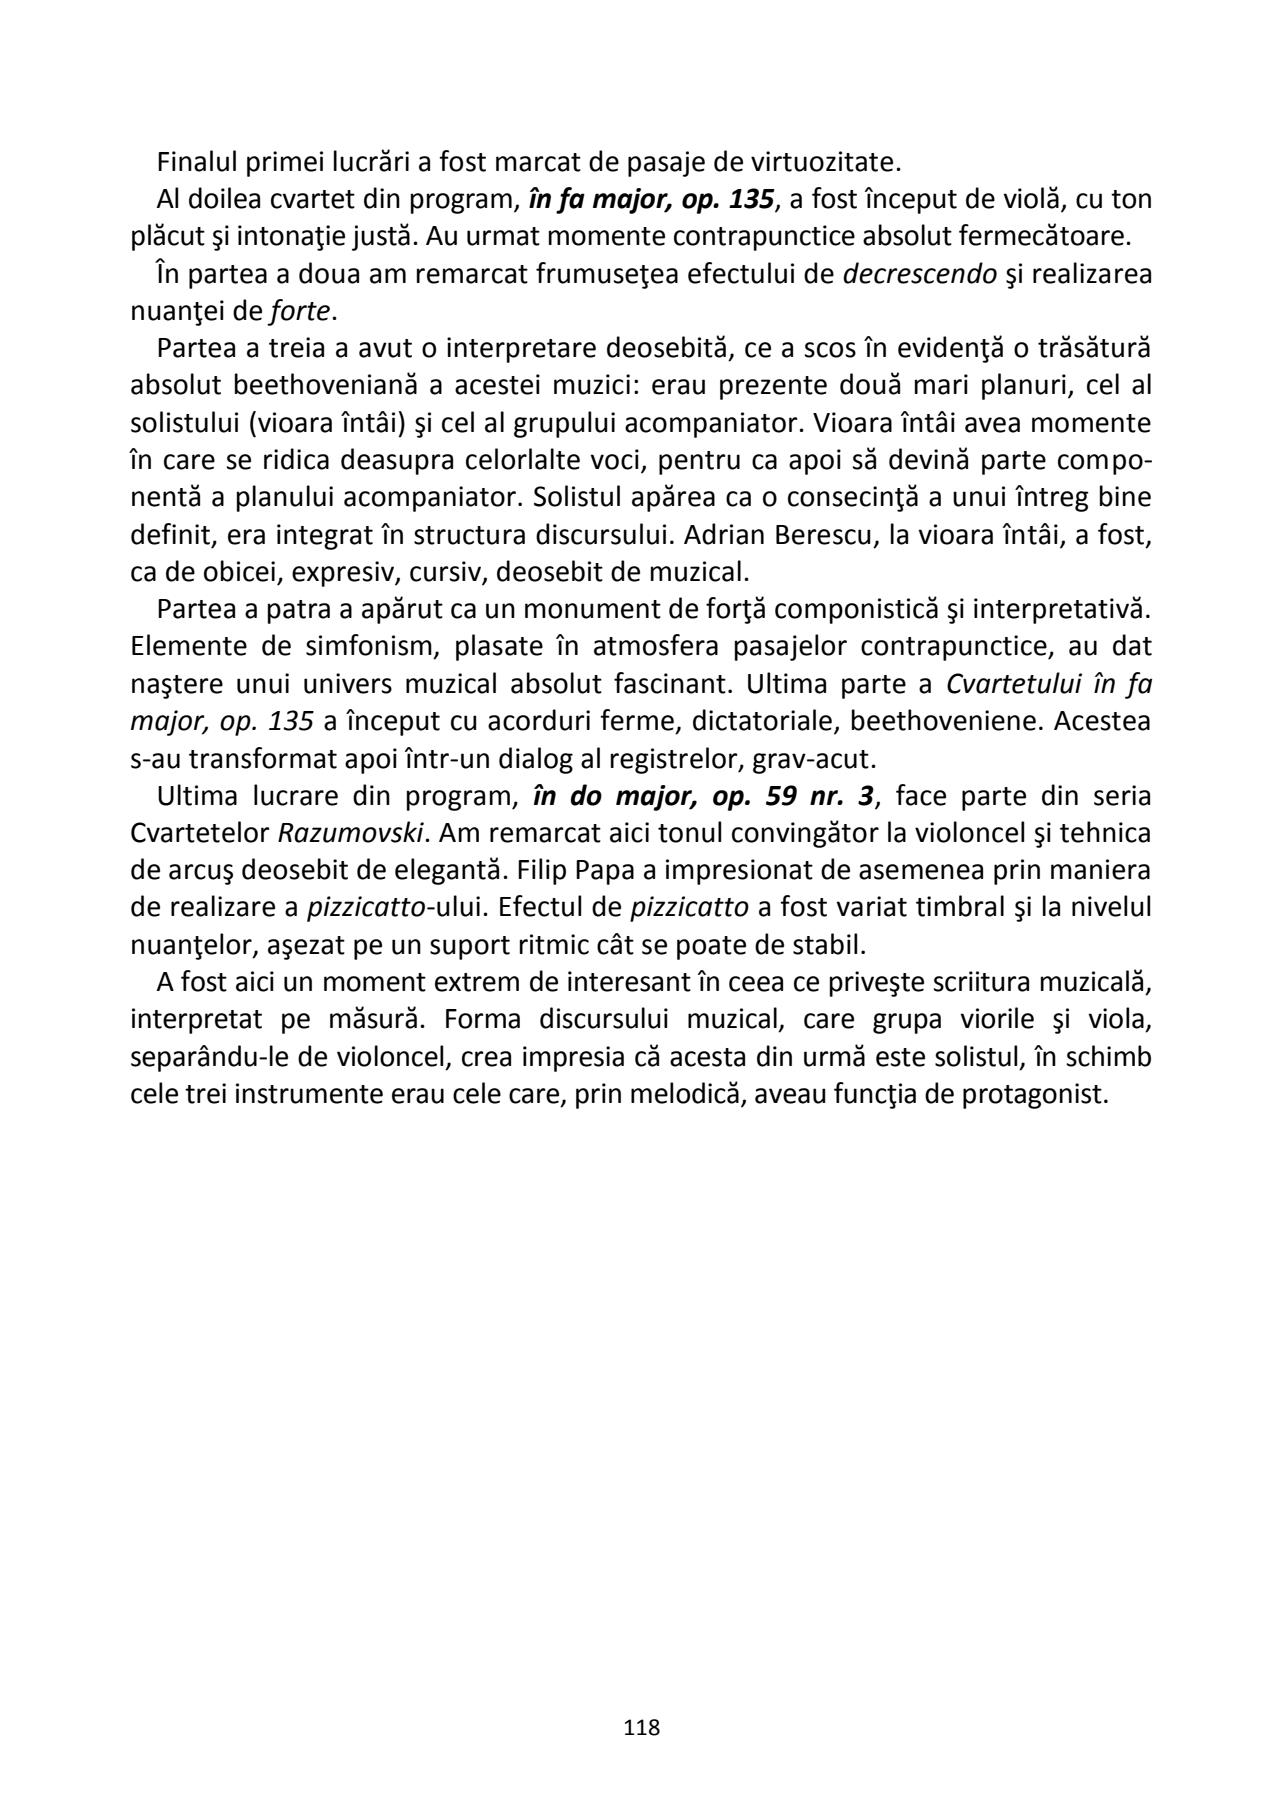 Finalul primei lucrări a fost marcat de pasaje de virtuozitate.
Al doilea cvartet din program, în fa major, op. 135, a fost început de violă, cu ton
plăcut şi intonaţie justă. Au urmat momente contrapunctice absolut fermecătoare.
În partea a doua am remarcat frumuseţea efectului de decrescendo şi realizarea
nuanţei de forte.
Partea a treia a avut o interpretare deosebită, ce a scos în evidenţă o trăsătură
absolut beethoveniană a acestei muzici: erau prezente două mari planuri, cel al
solistului (vioara întâi) şi cel al grupului acompaniator. Vioara întâi avea momente
în care se ridica deasupra celorlalte voci, pentru ca apoi să devină parte compo-
nentă a planului acompaniator. Solistul apărea ca o consecinţă a unui întreg bine
definit, era integrat în structura discursului. Adrian Berescu, la vioara întâi, a fost,
ca de obicei, expresiv, cursiv, deosebit de muzical.
Partea a patra a apărut ca un monument de forţă componistică şi interpretativă.
Elemente de simfonism, plasate în atmosfera pasajelor contrapunctice, au dat
naştere unui univers muzical absolut fascinant. Ultima parte a Cvartetului în fa
major, op. 135 a început cu acorduri ferme, dictatoriale, beethoveniene. Acestea
s-au transformat apoi într-un dialog al registrelor, grav-acut.
Ultima lucrare din program, în do major, op. 59 nr. 3, face parte din seria
Cvartetelor Razumovski. Am remarcat aici tonul convingător la violoncel şi tehnica
de arcuş deosebit de elegantă. Filip Papa a impresionat de asemenea prin maniera
de realizare a pizzicatto-ului. Efectul de pizzicatto a fost variat timbral şi la nivelul
nuanţelor, aşezat pe un suport ritmic cât se poate de stabil.
A fost aici un moment extrem de interesant în ceea ce priveşte scriitura muzicală,
interpretat pe măsură. Forma discursului muzical, care grupa viorile şi viola,
separându-le de violoncel, crea impresia că acesta din urmă este solistul, în schimb
cele trei instrumente erau cele care, prin melodică, aveau funcţia de protagonist.
118